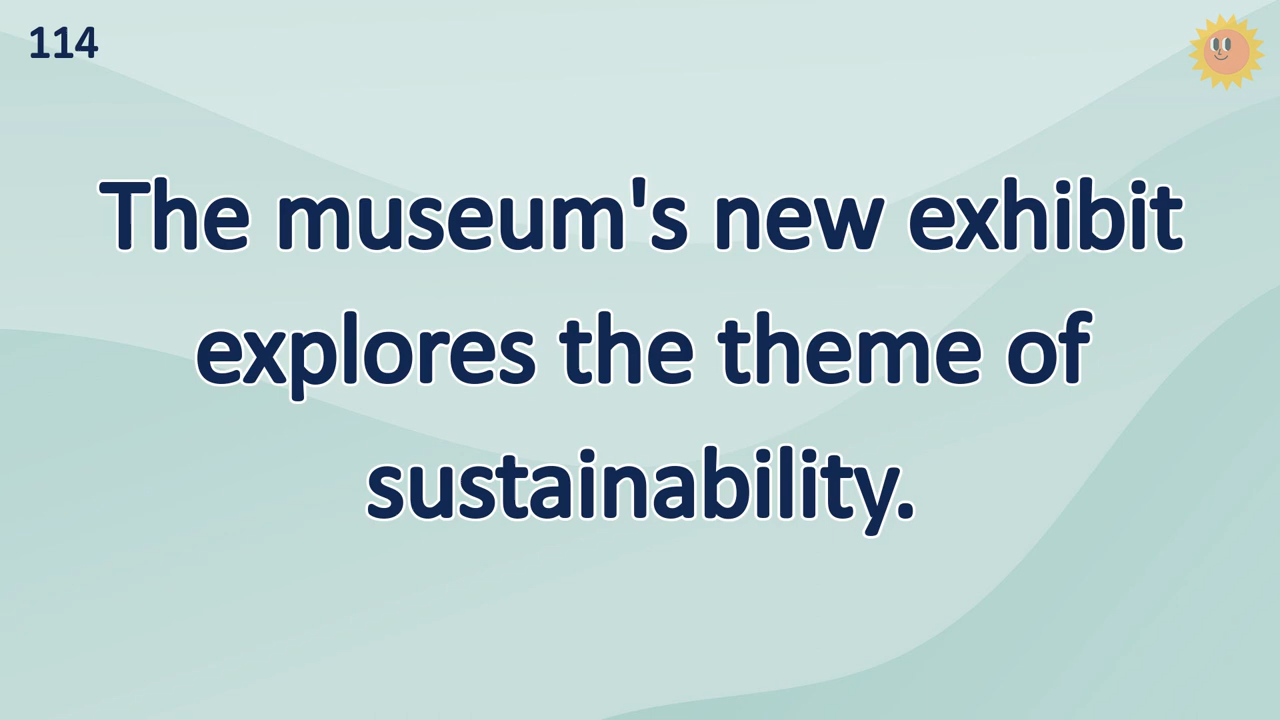 114
The museum's new exhibit
explores the theme of
sustainability.